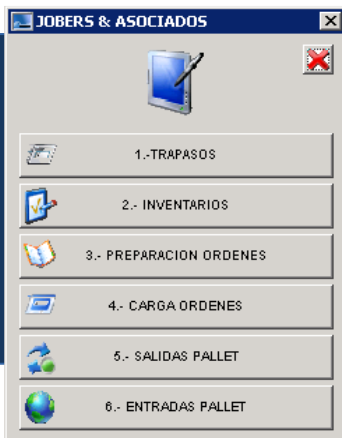 JOBERS & ASOCIADOS
1.-TRAPASOS
2.- INVENTARIOS
3.- PREPARACION ORDENES
4.- CARGA ORDENES
5.- SALIDAS PALLET
6.- ENTRADAS PALLET